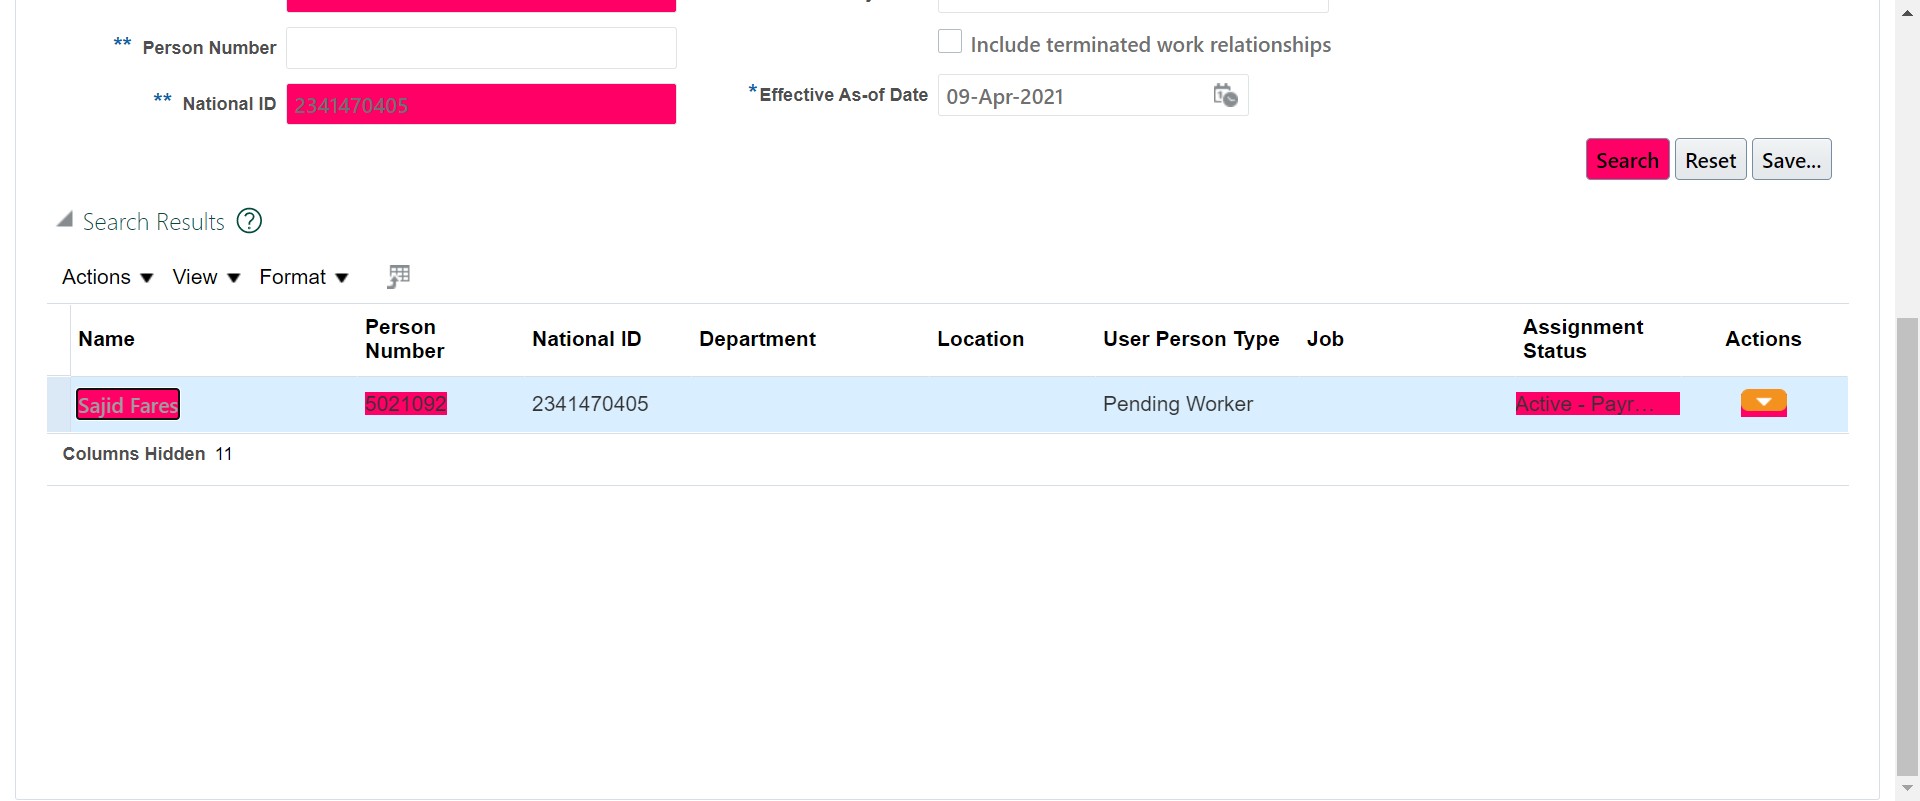 ** Person Number
Include terminated work relationships
** National ID 2341470405
*Effective As-of Date 09-Apr-2021
Search Reset Save...
Search Results ?
Actions View Format
Name Person Number National ID Department Location User Person Type Job Assignment Status Actions
Sajid Fares 5021092 2341470405 Pending Worker Active - Payr...
Columns Hidden 11